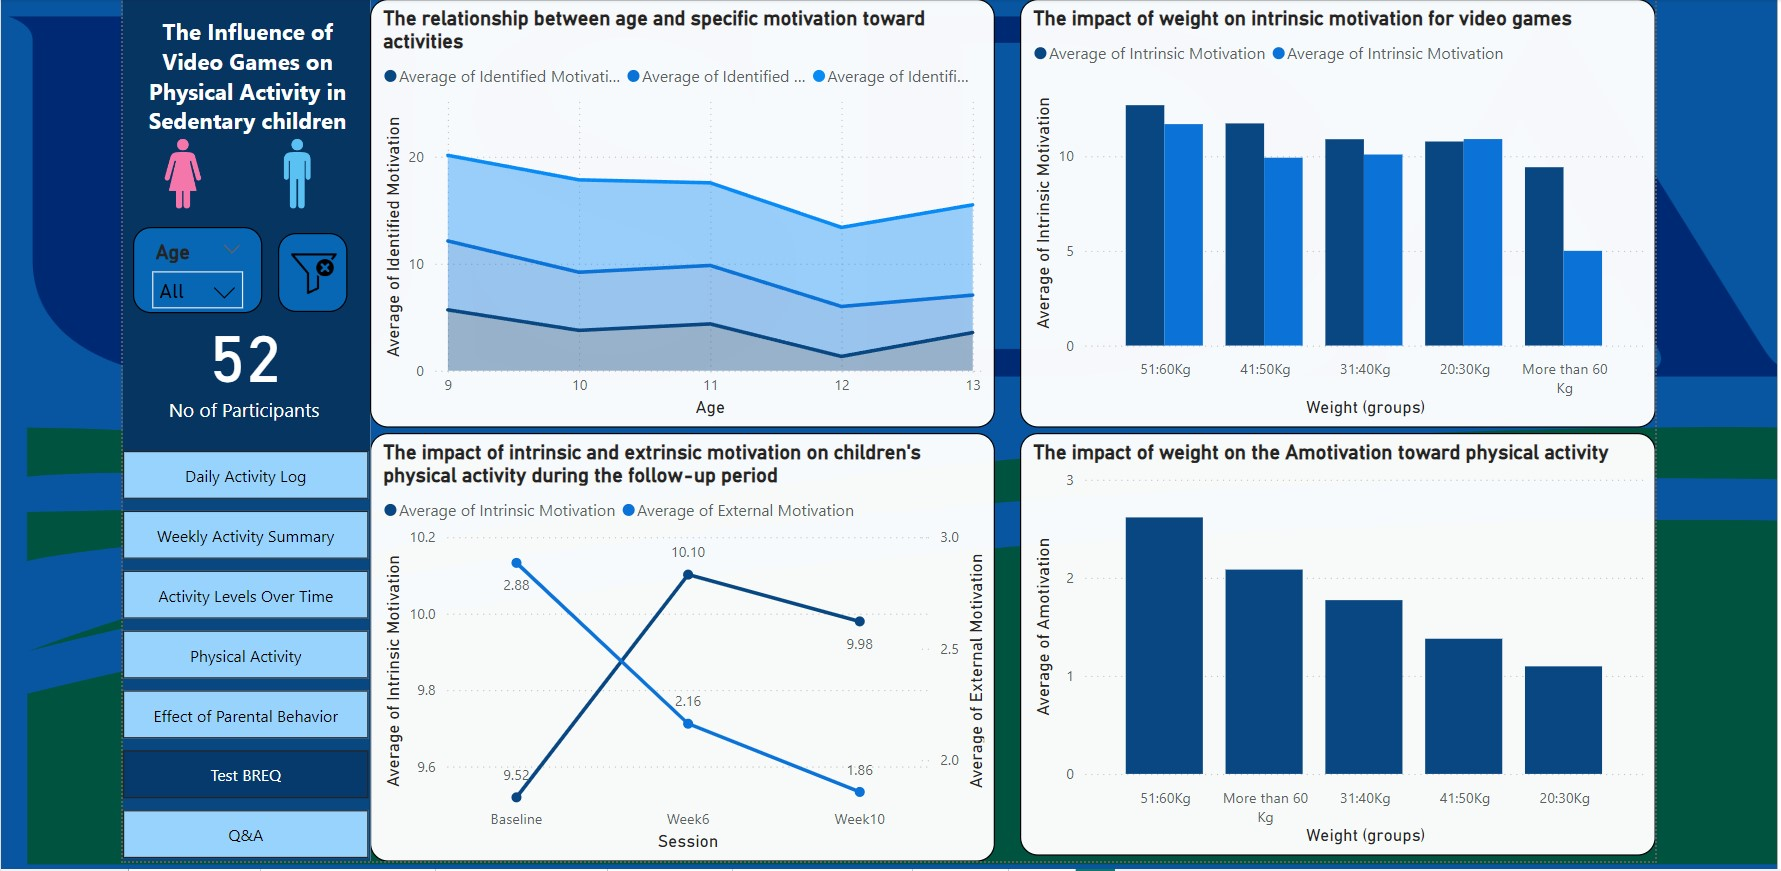 The Influence of
Video Games on
Physical Activity in
Sedentary children
Age
All
52
No of Participants
Daily Activity Log
Weekly Activity Summary
Activity Levels Over Time
Physical Activity
Effect of Parental Behavior
Test BREQ
Q&A
The relationship between age and specific motivation toward
activities
Average of Identified Motivati... Average of Identified ... Average of Identifi...
Average of Identified Motivation
20
10
0
9 10 11 12 13
Age
The impact of weight on intrinsic motivation for video games
Average of Intrinsic Motivation Average of Intrinsic Motivation
Average of Intrinsic Motivation
10
5
0
51:60Kg 41:50Kg 31:40Kg 20:30Kg More than 60
Kg
Weight (groups)
The impact of intrinsic and extrinsic motivation on children's
physical activity during the follow-up period
Average of Intrinsic Motivation Average of External Motivation
Average of Intrinsic Motivation
10.2
10.0
9.8
9.6
2.88
10.10
9.98
9.52
2.16
1.86
3.0
2.5
2.0
Average of External Motivation
Baseline Week6 Week10
Session
The impact of weight on the Amotivation toward physical activity
Average of Amotivation
3
2
1
0
51:60Kg More than 60 31:40Kg 41:50Kg 20:30Kg
Kg
Weight (groups)